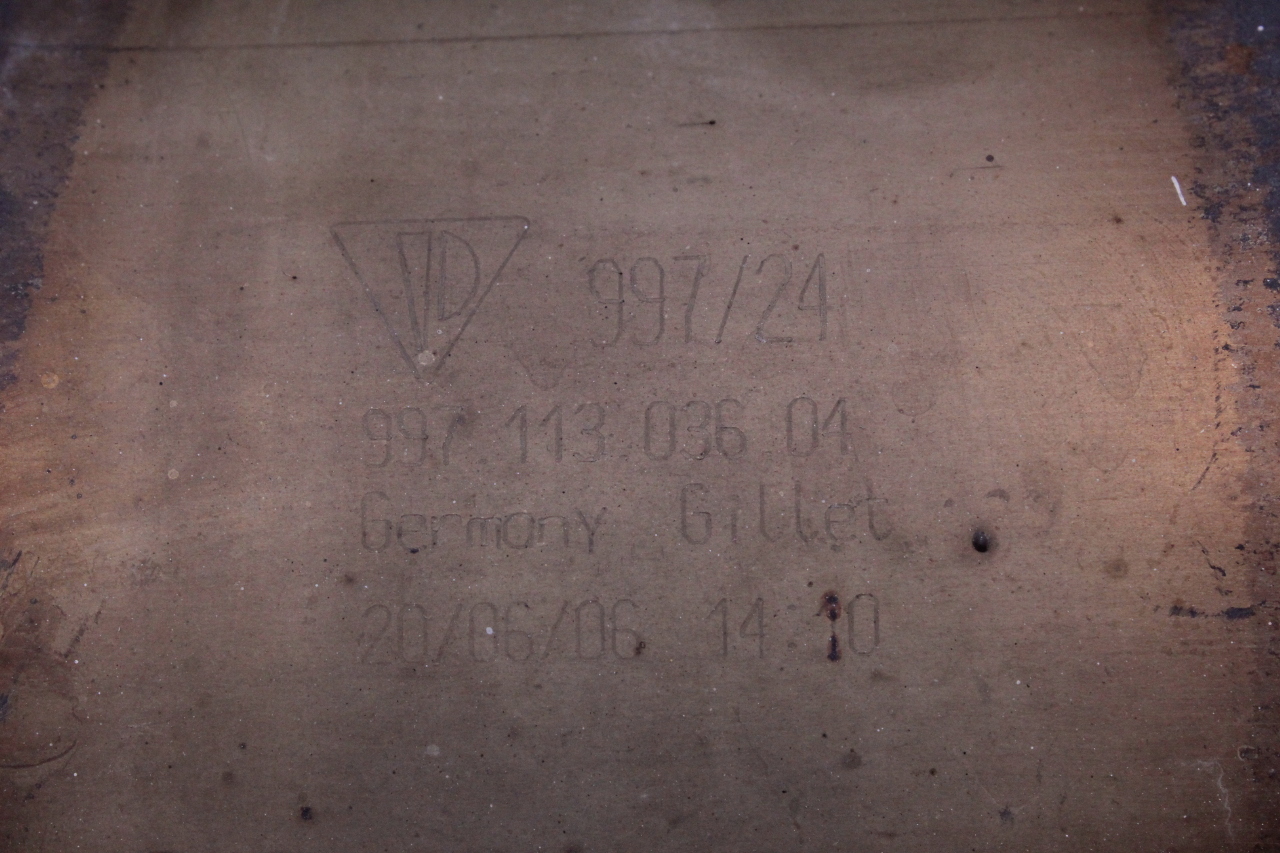 997/24
997 113 036 04
Germany Gillet
20/06/06 14:10